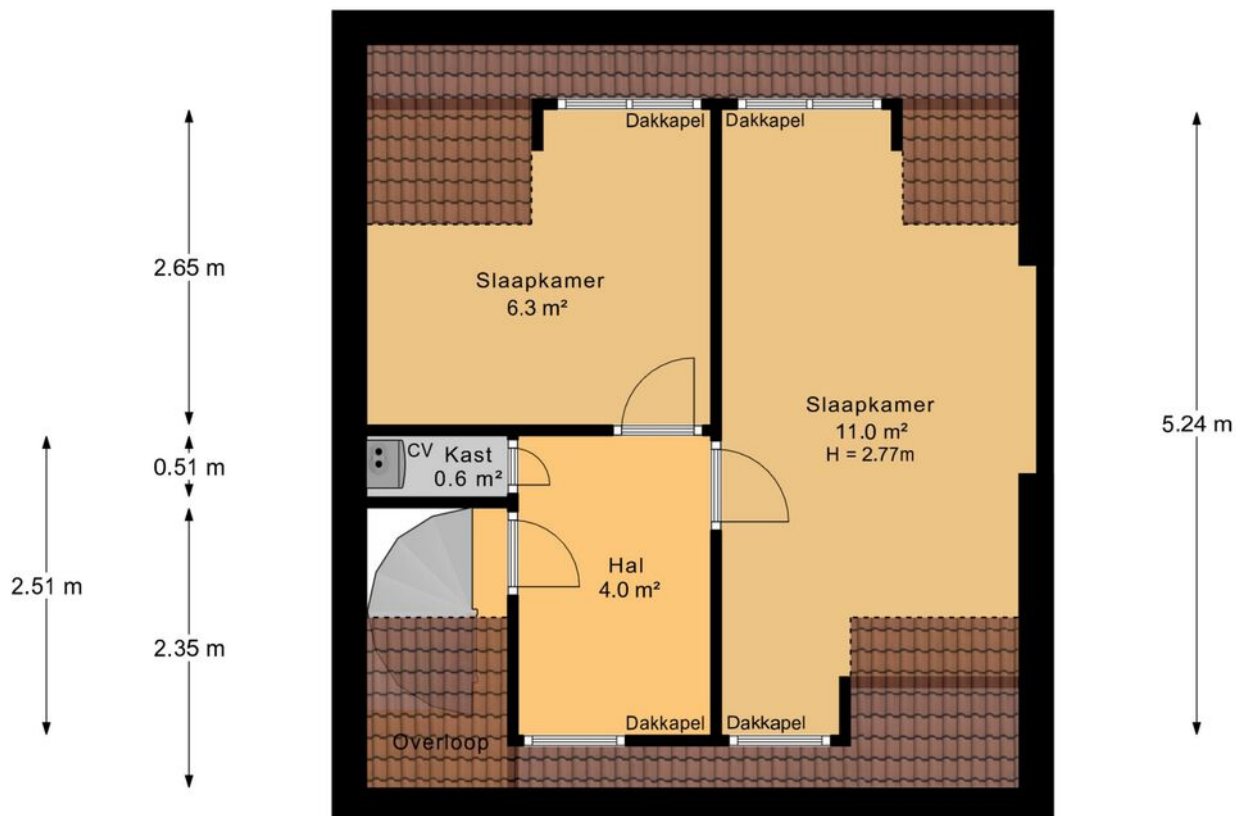 Dakkapel
Dakkapel
2.65 m
Slaapkamer
6.3 m²
Slaapkamer
11.0 m²
H = 2.77m
5.24 m
CV
Kast
0.6 m²
0.51 m
Hal
4.0 m²
2.51 m
2.35 m
Dakkapel
Dakkapel
Overloop